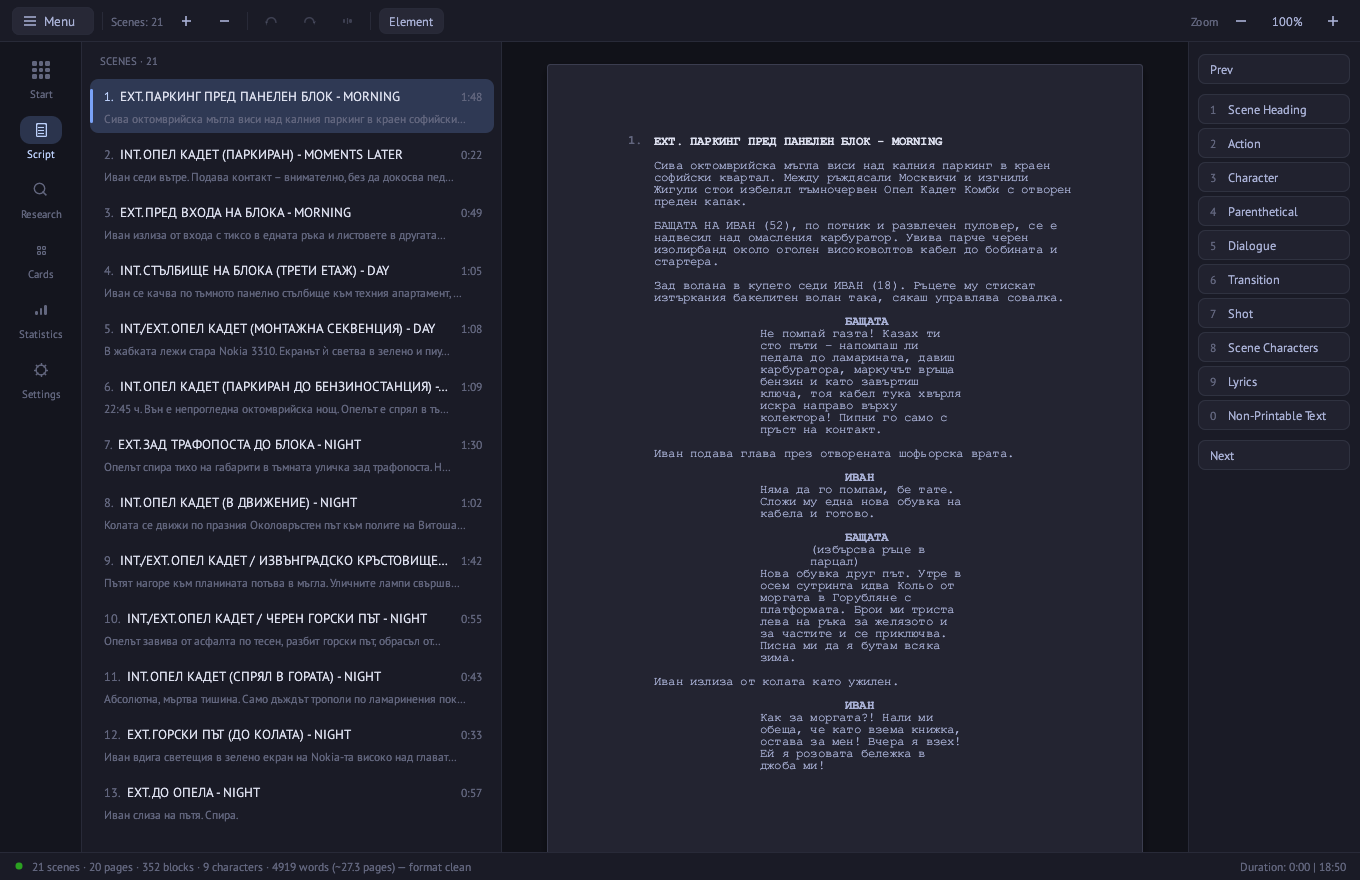 Menu
Scenes: 21
Element
Zoom
100%
Start
Script
Research
Cards
Statistics
Settings
SCENES · 21
1. EXT.ПАРКИНГ ПРЕД ПАНЕЛЕН БЛОК - MORNING 1:48
Сива октомврийска мъгла виси над калния паркинг в краен софийски...
2. INT.ОПЕЛ КАДЕТ (ПАРКИРАН) - MOMENTS LATER 0:22
Иван седи вътре. Подава контакт – внимателно, без да докосва пед...
3. EXT.ПРЕД ВХОДА НА БЛОКА - MORNING 0:49
Иван излиза от входа с тиксо в едната ръка и листовете в другата...
4. INT.СТЪЛБИЩЕ НА БЛОКА (ТРЕТИ ЕТАЖ) - DAY 1:05
Иван се качва по тъмното панелно стълбище към техния апартамент, ...
5. INT./EXT.ОПЕЛ КАДЕТ (МОНТАЖНА СЕКВЕНЦИЯ) - DAY 1:08
В жабката лежи стара Nokia 3310. Екранът ѝ светва в зелено и пиу...
6. INT.ОПЕЛ КАДЕТ (ПАРКИРАН ДО БЕНЗИНОСТАНЦИЯ) -... 1:09
22:45 ч. Вън е непрогледна октомврийска нощ. Опелът е спрял в тъ...
7. EXT.ЗАД ТРАФОПОСТА ДО БЛОКА - NIGHT 1:30
Опелът спира тихо на габарити в тъмната уличка зад трафопоста. Н...
8. INT.ОПЕЛ КАДЕТ (В ДВИЖЕНИЕ) - NIGHT 1:02
Колата се движи по празния Околовръстен път към полите на Витоша...
9. INT./EXT.ОПЕЛ КАДЕТ / ИЗВЪНГРАДСКО КРЪСТОВИЩЕ... 1:42
Пътят нагоре към планината потъва в мъгла. Уличните лампи свършв...
10. INT./EXT.ОПЕЛ КАДЕТ / ЧЕРЕН ГОРСКИ ПЪТ - NIGHT 0:55
Опелът завива от асфалта по тесен, разбит горски път, обрасъл от...
11. INT.ОПЕЛ КАДЕТ (СПРЯЛ В ГОРАТА) - NIGHT 0:43
Абсолютна, мъртва тишина. Само дъждът трополи по ламаринения пок...
12. EXT.ГОРСКИ ПЪТ (ДО КОЛАТА) - NIGHT 0:33
Иван вдига светещия в зелено екран на Nokia-та високо над глават...
13. EXT.ДО ОПЕЛА - NIGHT 0:57
Иван слиза на пътя. Спира.
1. EXT. ПАРКИНГ ПРЕД ПАНЕЛЕН БЛОК - MORNING
Сива октомврийска мъгла виси над калния паркинг в краен
софийски квартал. Между ръждясали Москвичи и изгнили
Жигули стои избелял тъмночервен Опел Кадет Комби с отворен
преден капак.
БАЩАТА НА ИВАН (52), по потник и развлечен пуловер, се е
надвесил над омасления карбуратор. Увива парче черен
изолирбанд около оголен високоволтов кабел до бобината и
стартера.
Зад волана в купето седи ИВАН (18). Ръцете му стискат
изтъркания бакелитен волан така, сякаш управлява совалка.
БАЩАТА
Не помпай газта! Казах ти
сто пъти – напомпаш ли
педала до ламарината, давиш
карбуратора, маркучът връща
бензин и като завъртиш
ключа, тоя кабел тука хвърля
искра направо върху
колектора! Пипни го само с
пръст на контакт.
Иван подава глава през отворената шофьорска врата.
ИВАН
Няма да го помпам, бе тате.
Сложи му една нова обувка на
кабела и готово.
БАЩАТА
(избърсва ръце в
парцал)
Нова обувка друг път. Утре в
осем сутринта идва Кольо от
моргата в Горубляне с
платформата. Брои ми триста
лева на ръка за желязото и
за частите и се приключва.
Писна ми да я бутам всяка
зима.
Иван излиза от колата като ужилен.
ИВАН
Как за моргата?! Нали ми
обеща, че като взема книжка,
остава за мен! Вчера я взех!
Ей я розовата бележка в
джоба ми!
Prev
1 Scene Heading
2 Action
3 Character
4 Parenthetical
5 Dialogue
6 Transition
7 Shot
8 Scene Characters
9 Lyrics
0 Non-Printable Text
Next
21 scenes · 20 pages · 352 blocks · 9 characters · 4919 words (~27.3 pages) — format clean
Duration: 0:00 | 18:50